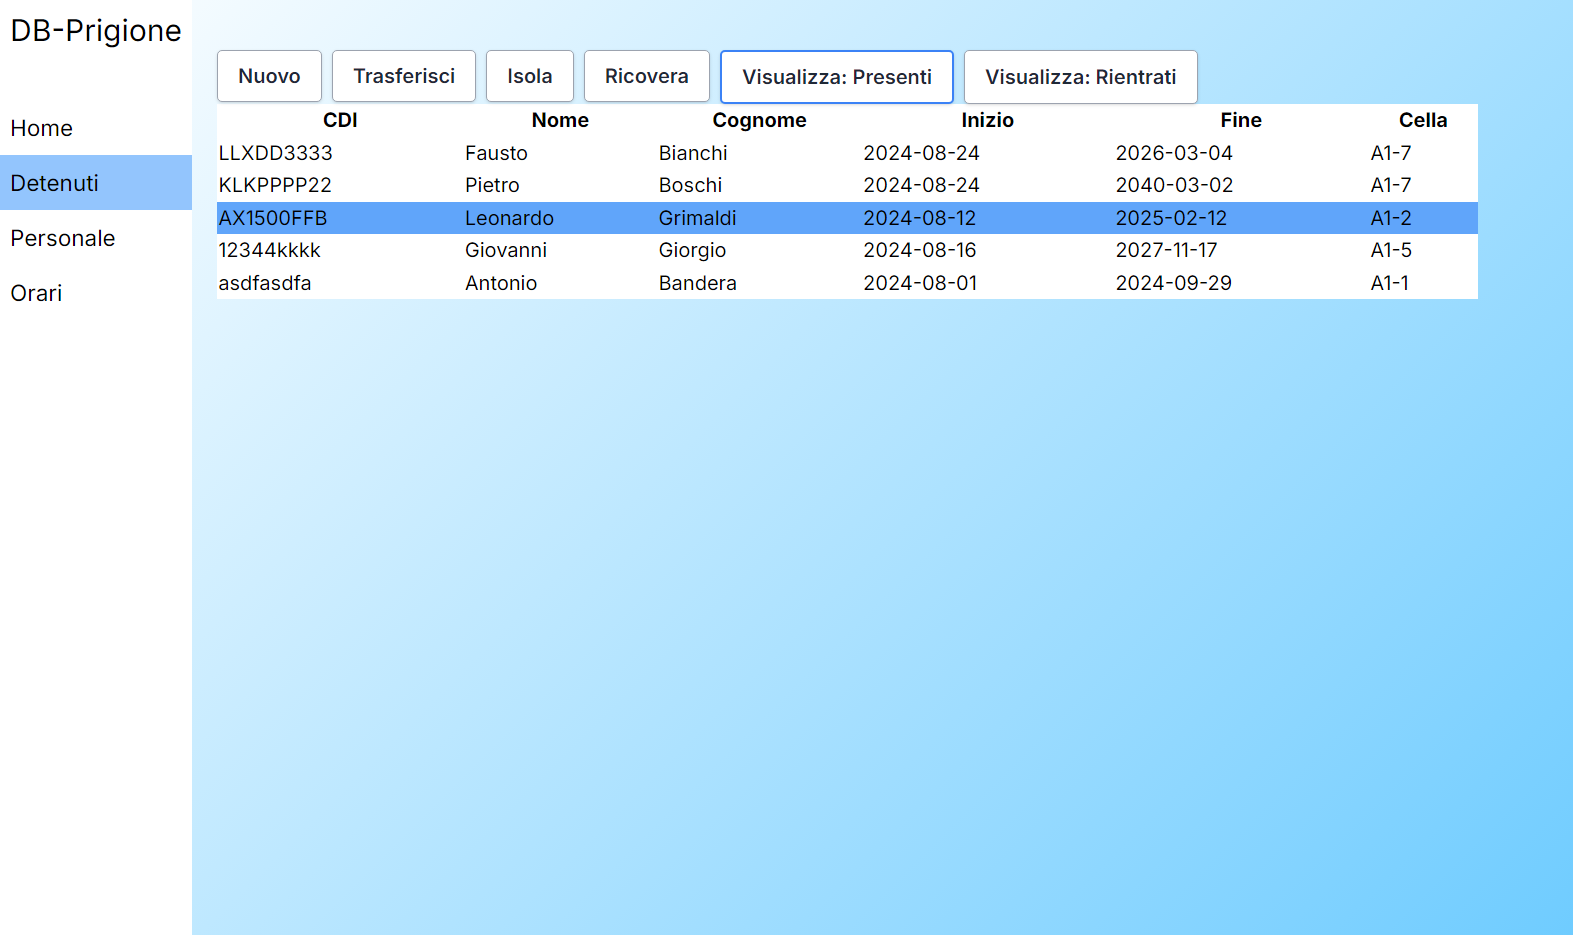 DB-Prigione
Home
Detenuti
Personale
Orari
Nuovo Trasferisci Isola Ricovera Visualizza: Presenti Visualizza: Rientrati
CDI Nome Cognome Inizio Fine Cella
LLXDD3333 Fausto Bianchi 2024-08-24 2026-03-04 A1-7
KLKPPPP22 Pietro Boschi 2024-08-24 2040-03-02 A1-7
AX1500FFB Leonardo Grimaldi 2024-08-12 2025-02-12 A1-2
12344kkkk Giovanni Giorgio 2024-08-16 2027-11-17 A1-5
asdfasdfa Antonio Bandera 2024-08-01 2024-09-29 A1-1